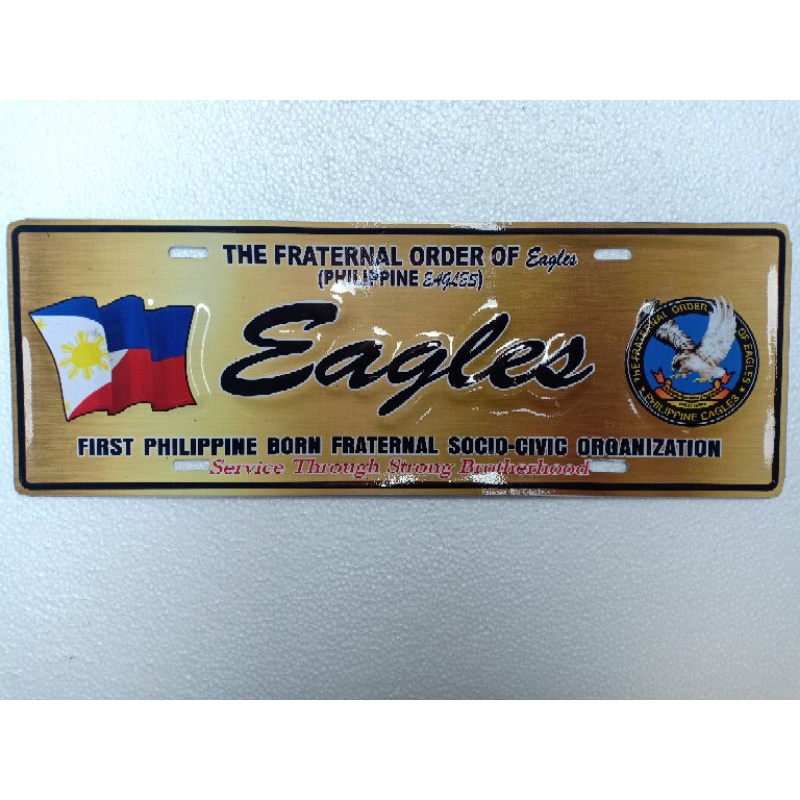 THE FRATERNAL ORDER OF Eagles
(PHILIPPINE EAGLES)
Eagles
THE FRATERNAL ORDER OF EAGLES
PHILIPPINE EAGLES
FIRST PHILIPPINE BORN FRATERNAL SOCIO-CIVIC ORGANIZATION
Service Through Strong Brotherhood